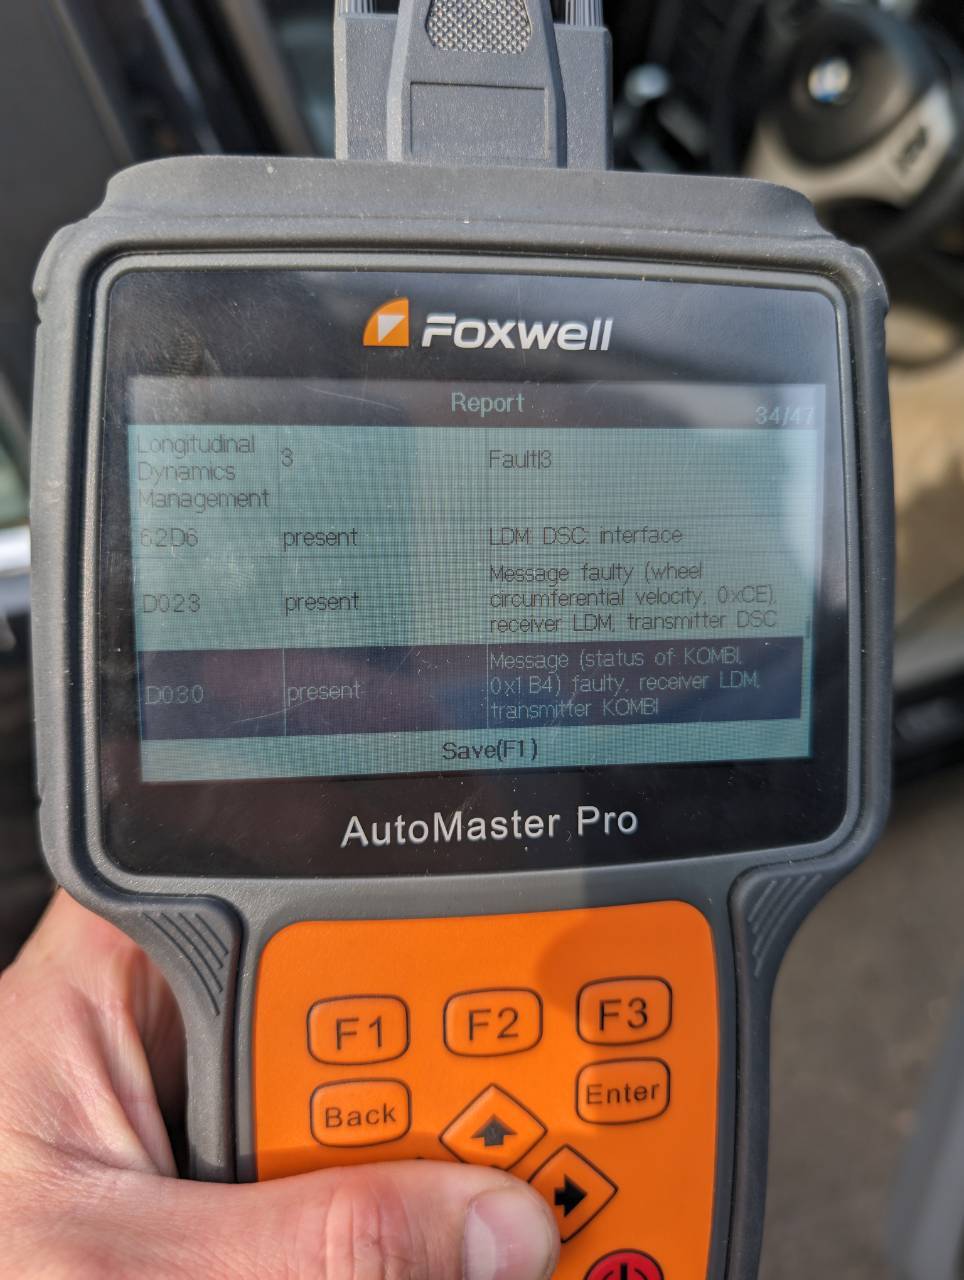 Foxwell
Report
34/47
Longitudinal
Dynamics
Management
3
Fault|3
62D6
present
LDM DSC: interface
D023
present
Message faulty (wheel
circumferential velocity, 0xCE),
receiver LDM, transmitter DSC
D030
present
Message (status of KOMBI,
0x1B4) faulty, receiver LDM,
transmitter KOMBI
Save(F1)
AutoMaster Pro
F1
F2
F3
Back
Enter